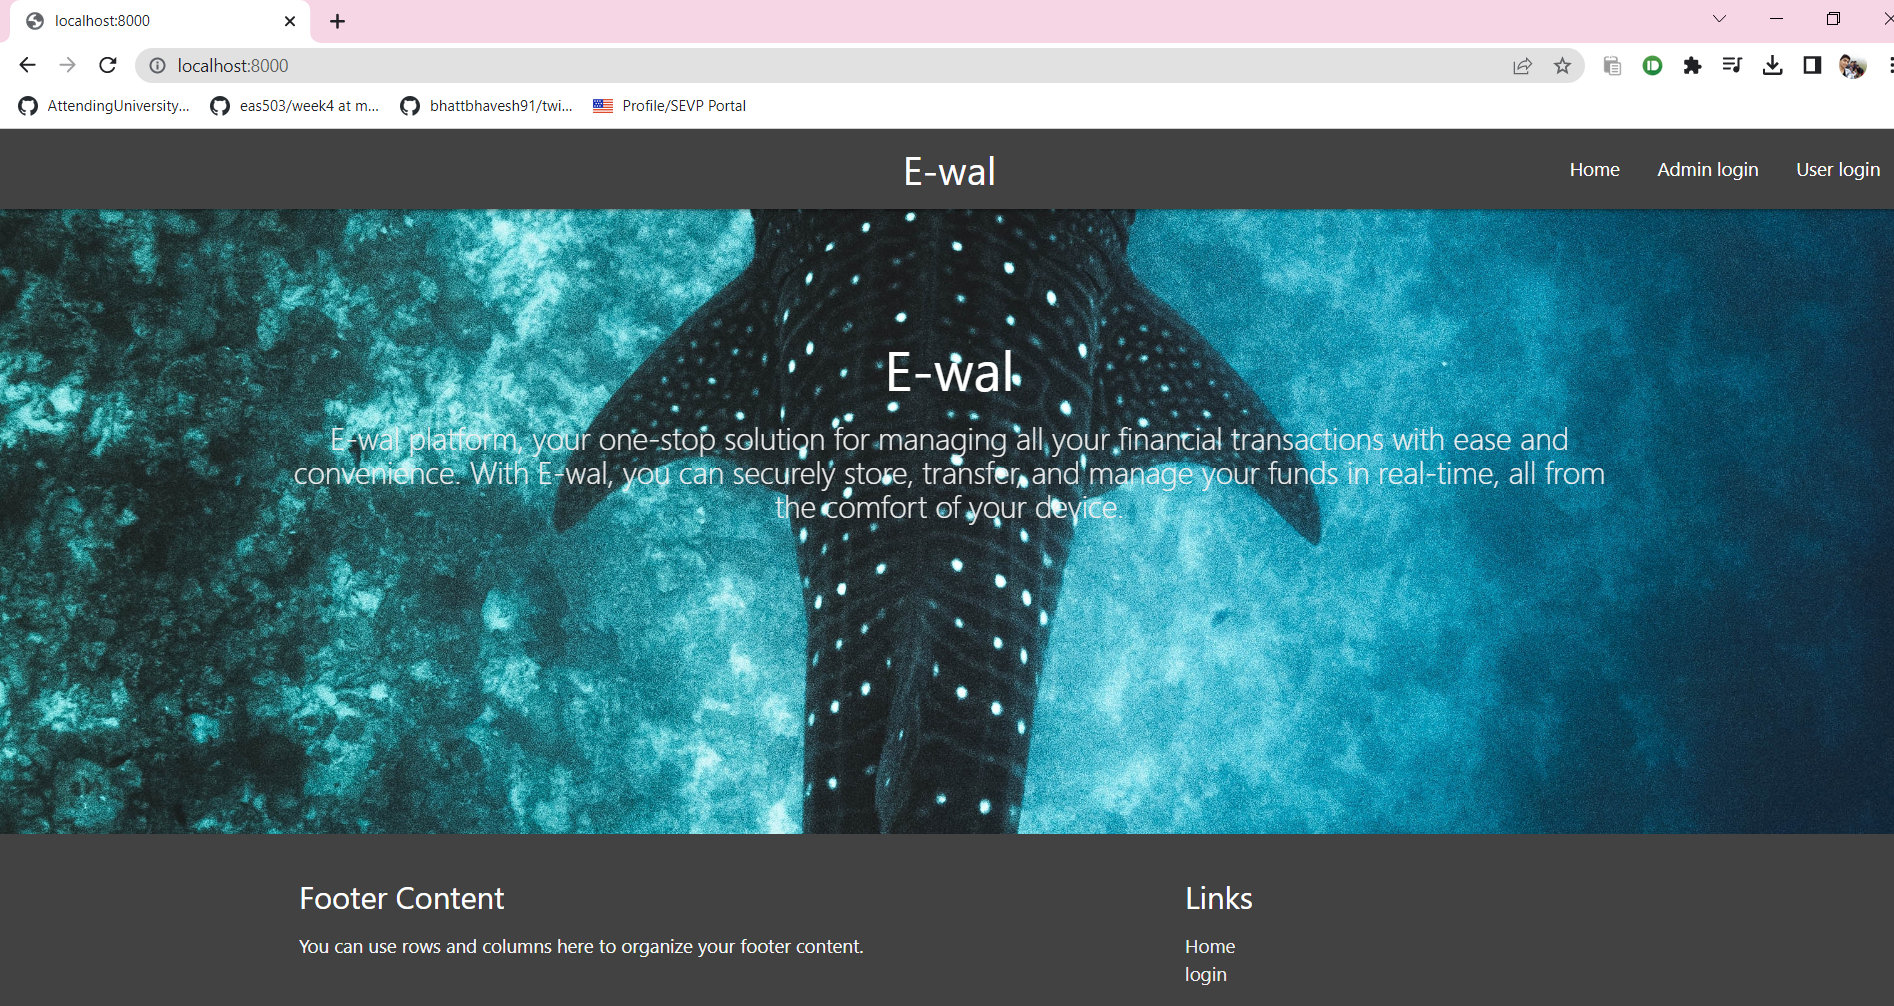 localhost:8000
localhost:8000
AttendingUniversity... eas503/week4 at m... bhattbhavesh91/twi... Profile/SEVP Portal
E-wal
Home Admin login User login
E-wal
E-wal platform, your one-stop solution for managing all your financial transactions with ease and
convenience. With E-wal, you can securely store, transfer, and manage your funds in real-time, all from
the comfort of your device.
Footer Content
You can use rows and columns here to organize your footer content.
Links
Home
login